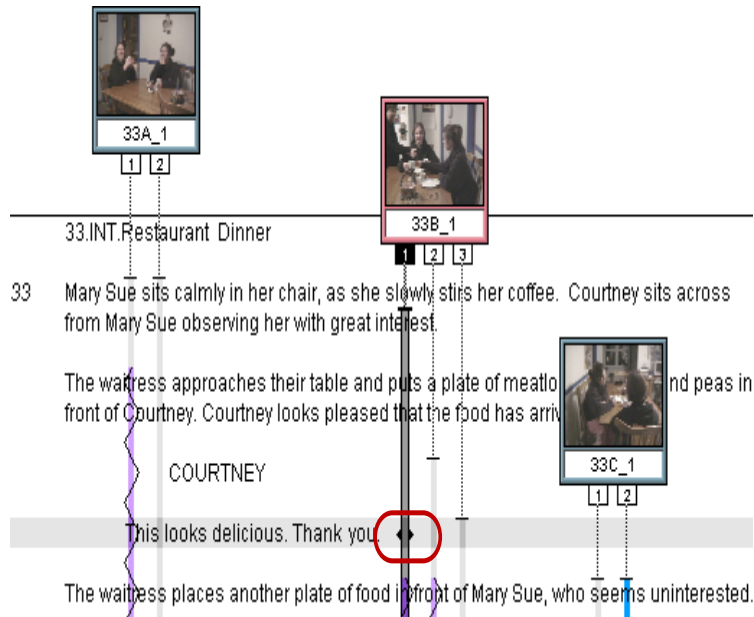 33A_1
1 2
33B_1
1 2 3
33.INT.Restaurant Dinner
33 Mary Sue sits calmly in her chair, as she slowly stirs her coffee. Courtney sits across
from Mary Sue observing her with great interest.
The waitress approaches their table and puts a plate of meatlo nd peas in
front of Courtney. Courtney looks pleased that the food has arriv
33C_1
1 2
COURTNEY
This looks delicious. Thank you.
The waitress places another plate of food in front of Mary Sue, who seems uninterested.